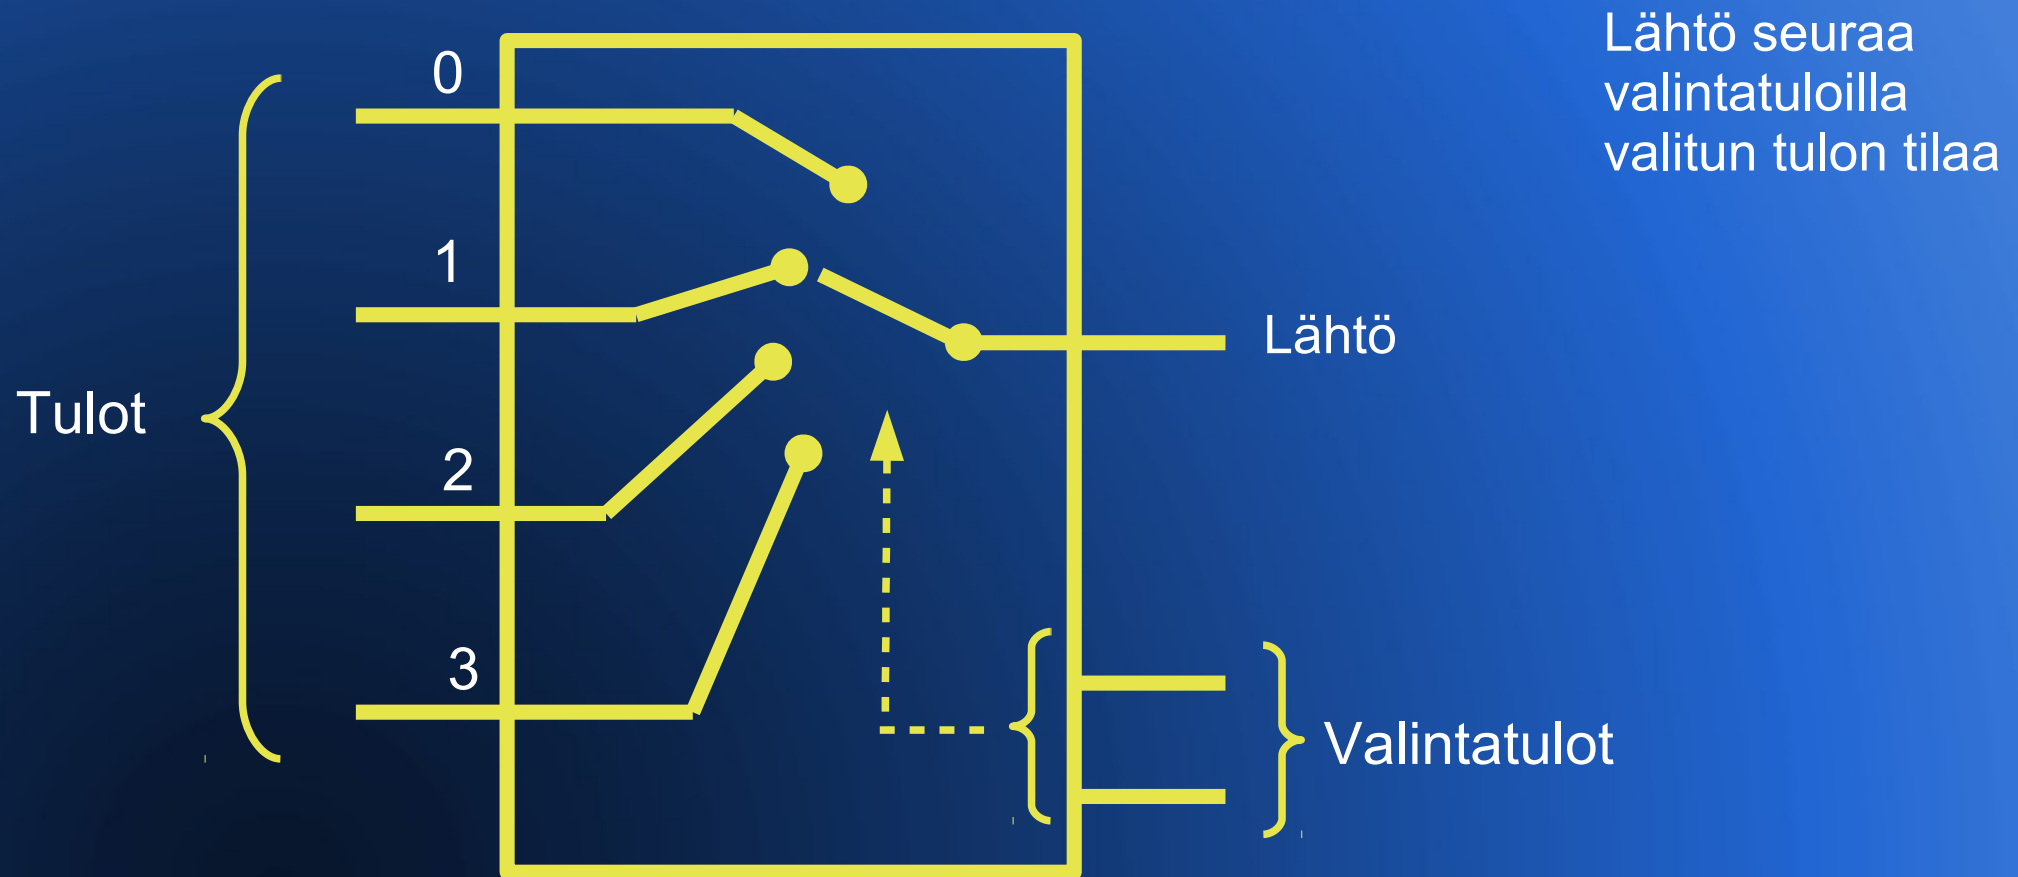 Lähtö seuraa
valintatuloilla
valitun tulon tilaa
0
1
Lähtö
Tulot
2
3
Valintatulot